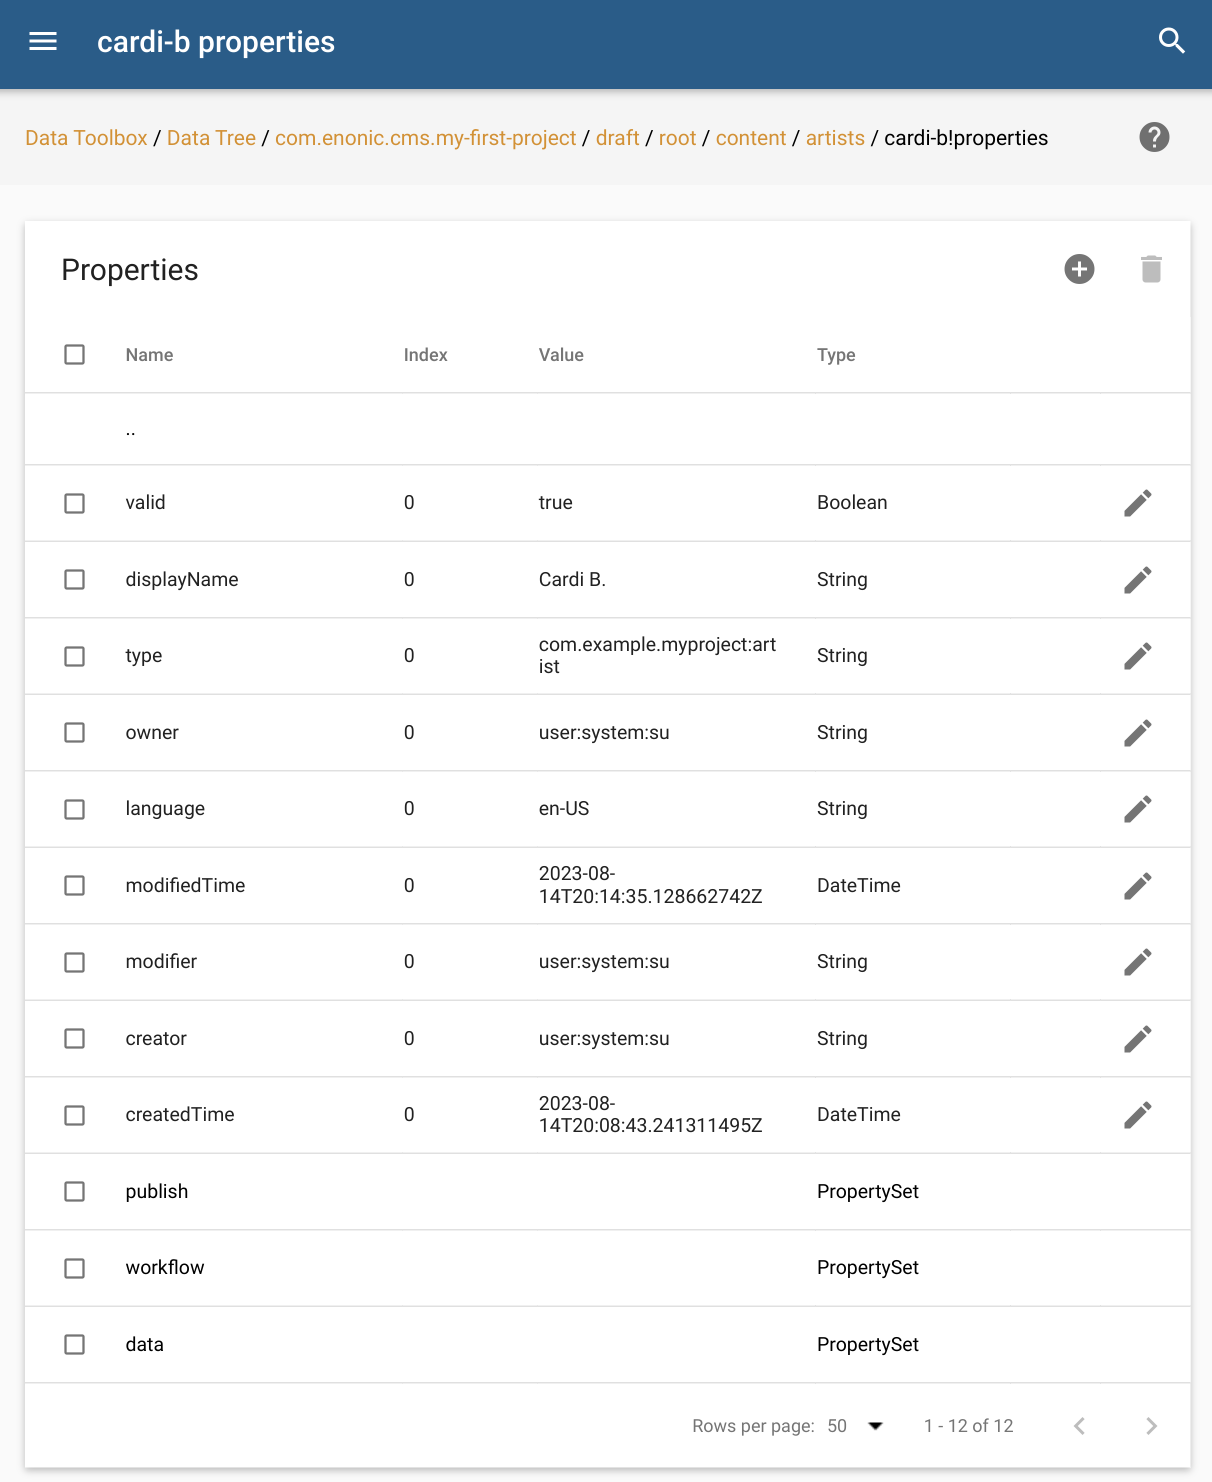 cardi-b properties
Data Toolbox / Data Tree / com.enonic.cms.my-first-project / draft / root / content / artists / cardi-b!properties
Properties
Name Index Value Type
..
valid 0 true Boolean
displayName 0 Cardi B. String
type 0 com.example.myproject:art
ist String
owner 0 user:system:su String
language 0 en-US String
modifiedTime 0 2023-08-
14T20:14:35.128662742Z DateTime
modifier 0 user:system:su String
creator 0 user:system:su String
createdTime 0 2023-08-
14T20:08:43.241311495Z DateTime
publish PropertySet
workflow PropertySet
data PropertySet
Rows per page: 50 1 - 12 of 12